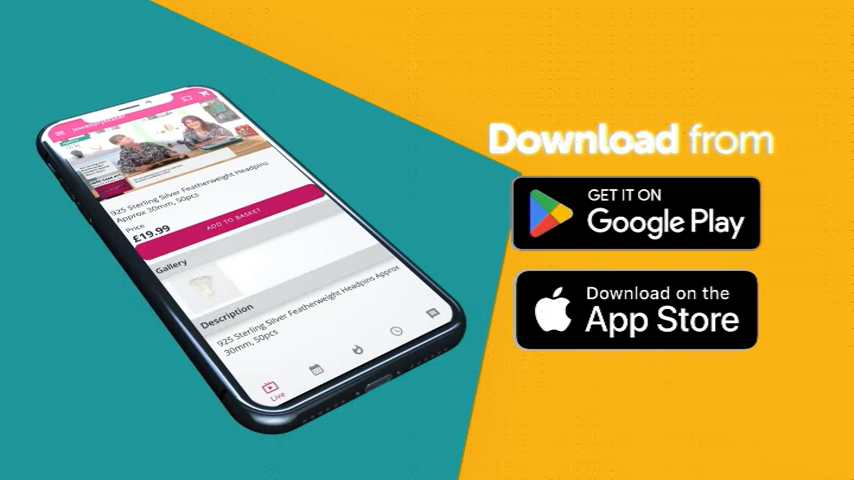 JewelleryMaker
925 Sterling Silver Featherweight Headpins
Approx 30mm, 50pcs
Price
£19.99
ADD TO BASKET
Gallery
Description
925 Sterling Silver Featherweight Headpins Approx
30mm, 50pcs
Live
Download from
GET IT ON
Google Play
Download on the
App Store